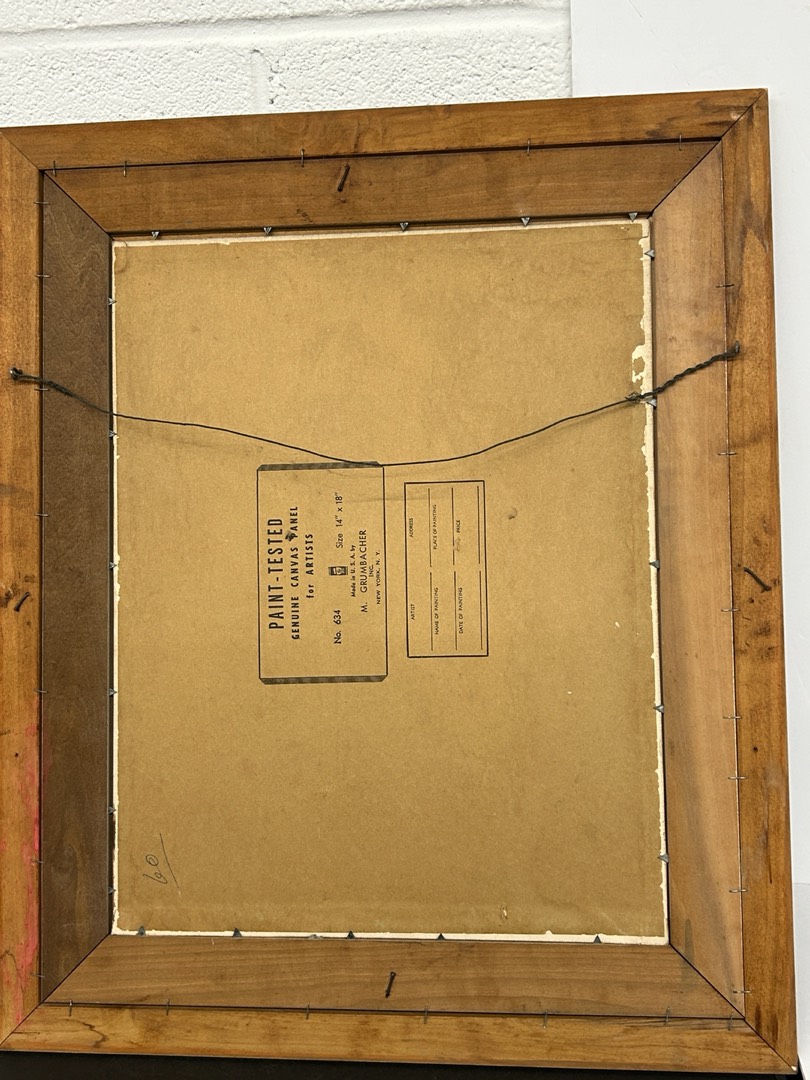 PAINT-TESTED
GENUINE CANVAS PANEL
for ARTISTS
No. 634 Size 14" x 18"
Made in U. S. A. by
M. GRUMBACHER
INC.
NEW YORK, N. Y.
ARTIST ADDRESS
NAME OF PAINTING PLACE OF PAINTING
DATE OF PAINTING PRICE
60